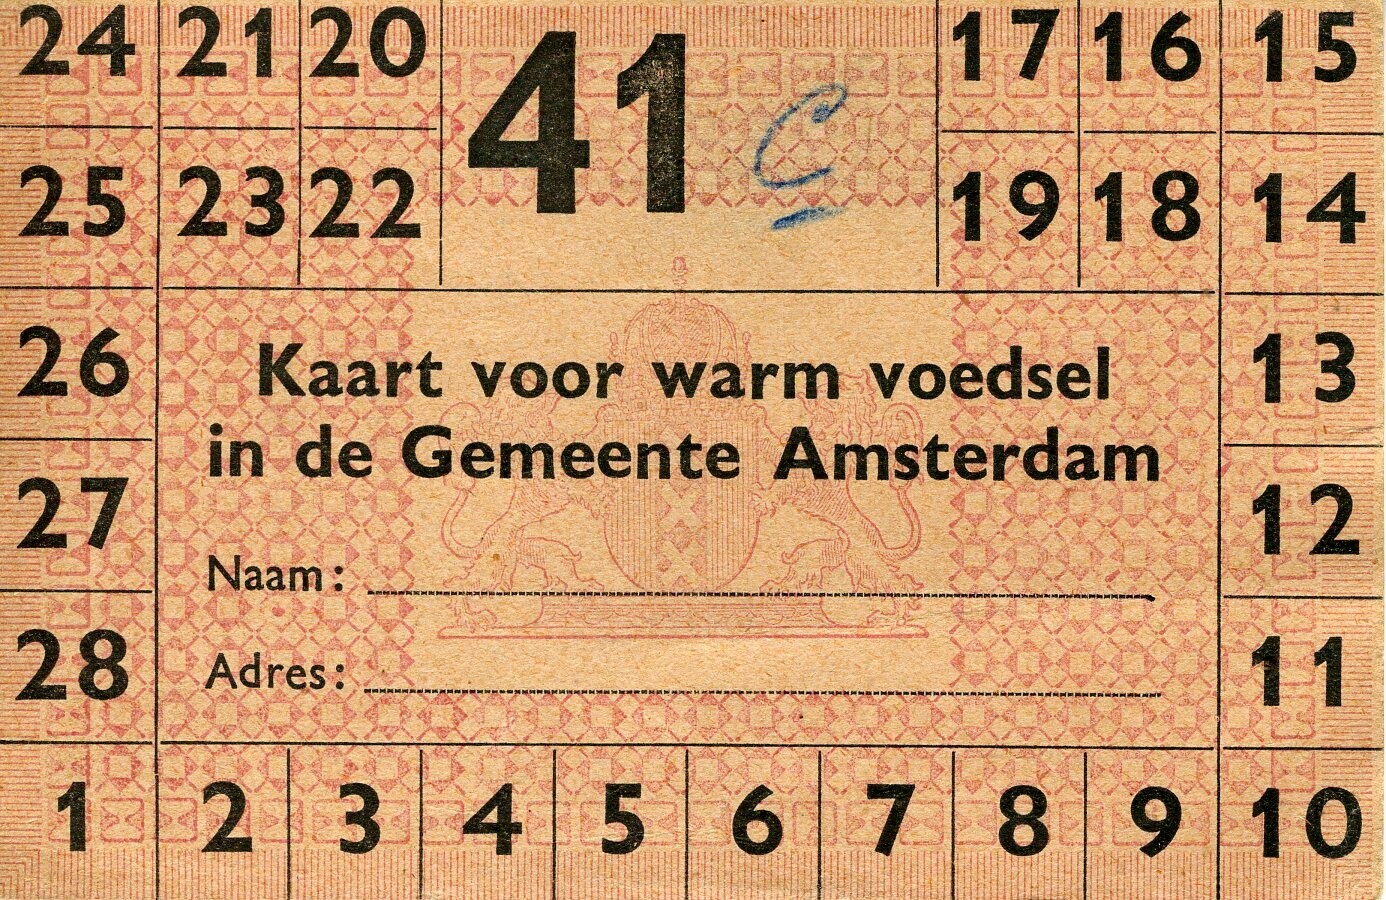 24 21 20 41 C 17 16 15
25 23 22 19 18 14
26 13
Kaart voor warm voedsel
in de Gemeente Amsterdam
27 12
Naam:
28 11
Adres:
1 2 3 4 5 6 7 8 9 10